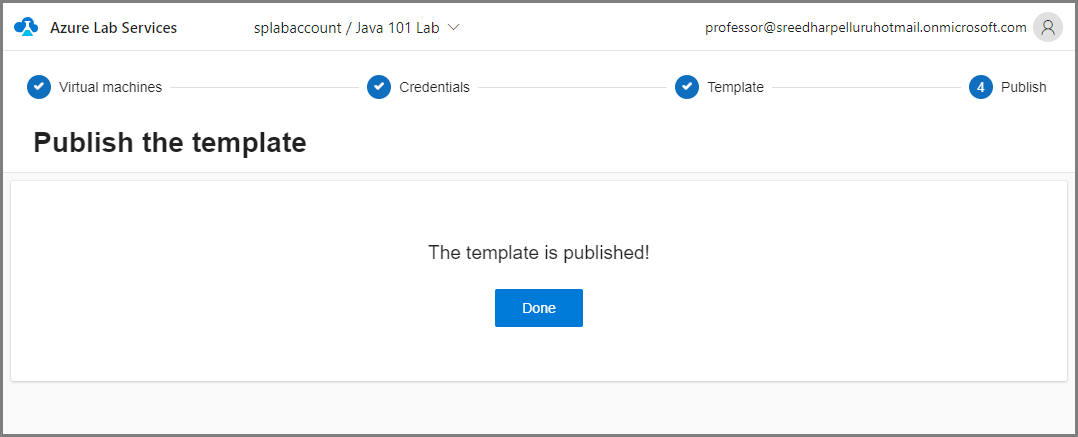 Azure Lab Services
splabaccount / Java 101 Lab
professor@sreedharpelluruhotmail.onmicrosoft.com
Virtual machines
Credentials
Template
4 Publish
Publish the template
The template is published!
Done